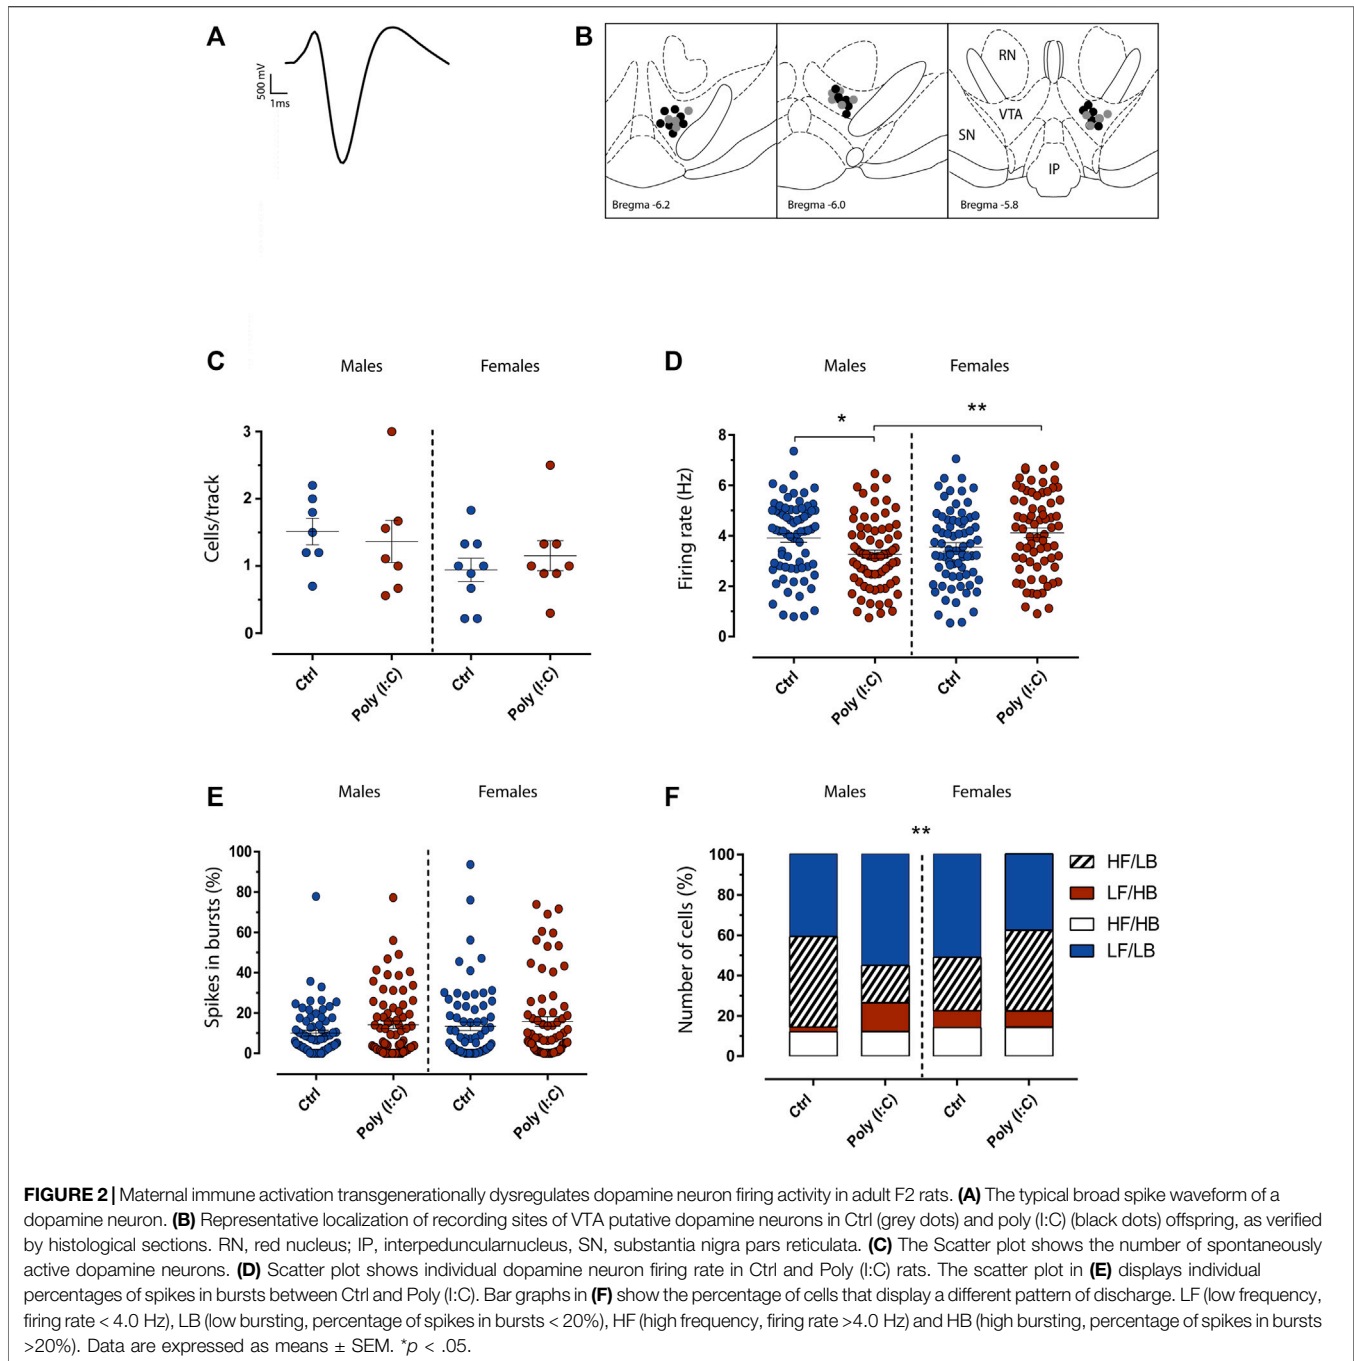 A
500 mV
1ms
B
RN
VTA
SN
IP
Bregma -6.2
Bregma -6.0
Bregma -5.8
C
Males
Females
Cells/track
3
2
1
0
Ctrl
Poly (I:C)
Ctrl
Poly (I:C)
D
Males
Females
*
**
Firing rate (Hz)
8
6
4
2
0
Ctrl
Poly (I:C)
Ctrl
Poly (I:C)
E
Males
Females
Spikes in bursts (%)
100
80
60
40
20
0
Ctrl
Poly (I:C)
Ctrl
Poly (I:C)
F
Males
Females
**
Number of cells (%)
100
80
60
40
20
0
Ctrl
Poly (I:C)
Ctrl
Poly (I:C)
HF/LB
LF/HB
HF/HB
LF/LB
FIGURE 2 | Maternal immune activation transgenerationally dysregulates dopamine neuron firing activity in adult F2 rats. (A) The typical broad spike waveform of a
dopamine neuron. (B) Representative localization of recording sites of VTA putative dopamine neurons in Ctrl (grey dots) and poly (I:C) (black dots) offspring, as verified
by histological sections. RN, red nucleus; IP, interpeduncularnucleus, SN, substantia nigra pars reticulata. (C) The Scatter plot shows the number of spontaneously
active dopamine neurons. (D) Scatter plot shows individual dopamine neuron firing rate in Ctrl and Poly (I:C) rats. The scatter plot in (E) displays individual
percentages of spikes in bursts between Ctrl and Poly (I:C). Bar graphs in (F) show the percentage of cells that display a different pattern of discharge. LF (low frequency,
firing rate < 4.0 Hz), LB (low bursting, percentage of spikes in bursts < 20%), HF (high frequency, firing rate >4.0 Hz) and HB (high bursting, percentage of spikes in bursts
>20%). Data are expressed as means ± SEM. *p < .05.